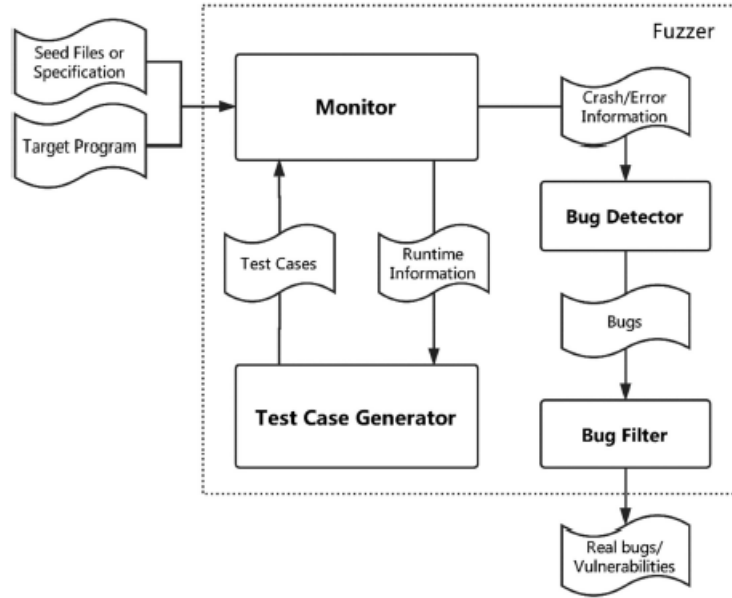 Fuzzer
Seed Files or
Specification
Target Program
Monitor
Crash/Error
Information
Bug Detector
Test Cases
Runtime
Information
Bugs
Test Case Generator
Bug Filter
Real bugs/
Vulnerabilities